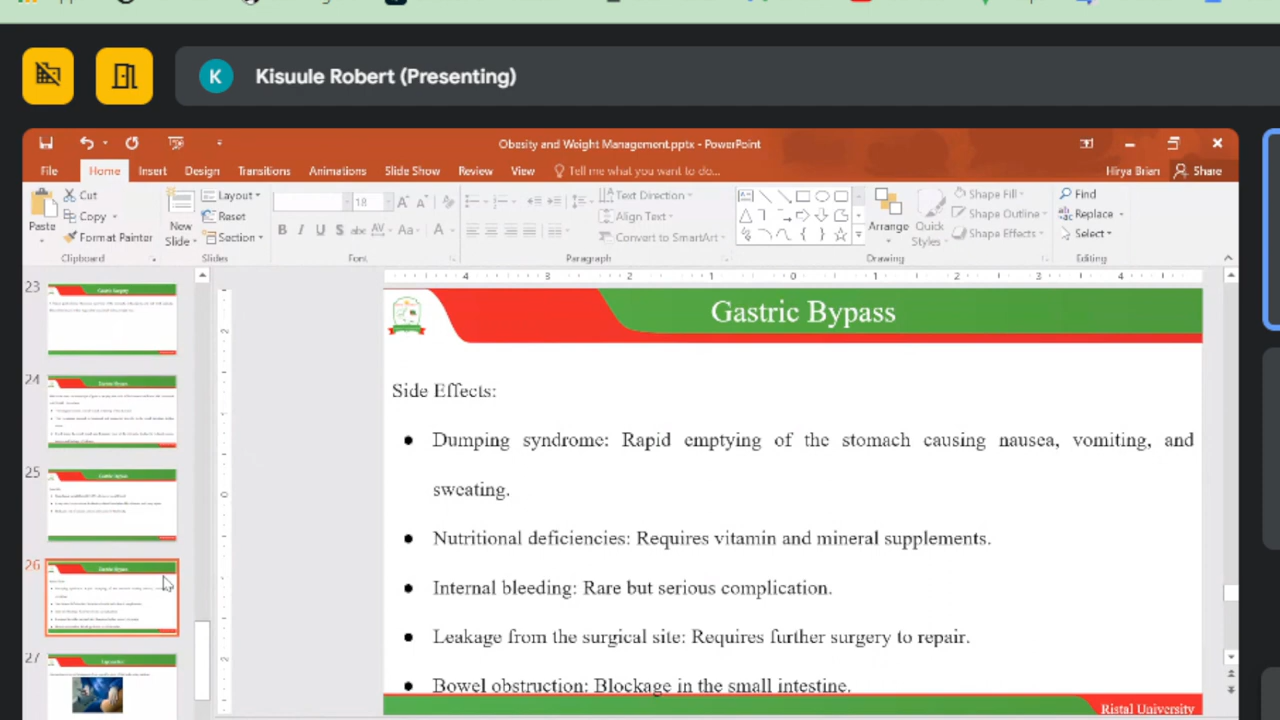 K Kisuule Robert (Presenting)
Obesity and Weight Management.pptx - PowerPoint
File Home Insert Design Transitions Animations Slide Show Review View Tell me what you want to do... Hirya Brian Share
Paste Cut Copy Format Painter
New Slide Layout Reset Section
18
B I U S abc AV Aa A
Text Direction Align Text Convert to SmartArt
Arrange Quick Styles Shape Fill Shape Outline Shape Effects
Find Replace Select
Clipboard Slides Font Paragraph Drawing Editing
23
24
25
26
27
Gastric Bypass
Side Effects:
● Dumping syndrome: Rapid emptying of the stomach causing nausea, vomiting, and
sweating.
● Nutritional deficiencies: Requires vitamin and mineral supplements.
● Internal bleeding: Rare but serious complication.
● Leakage from the surgical site: Requires further surgery to repair.
● Bowel obstruction: Blockage in the small intestine.
Ristal University